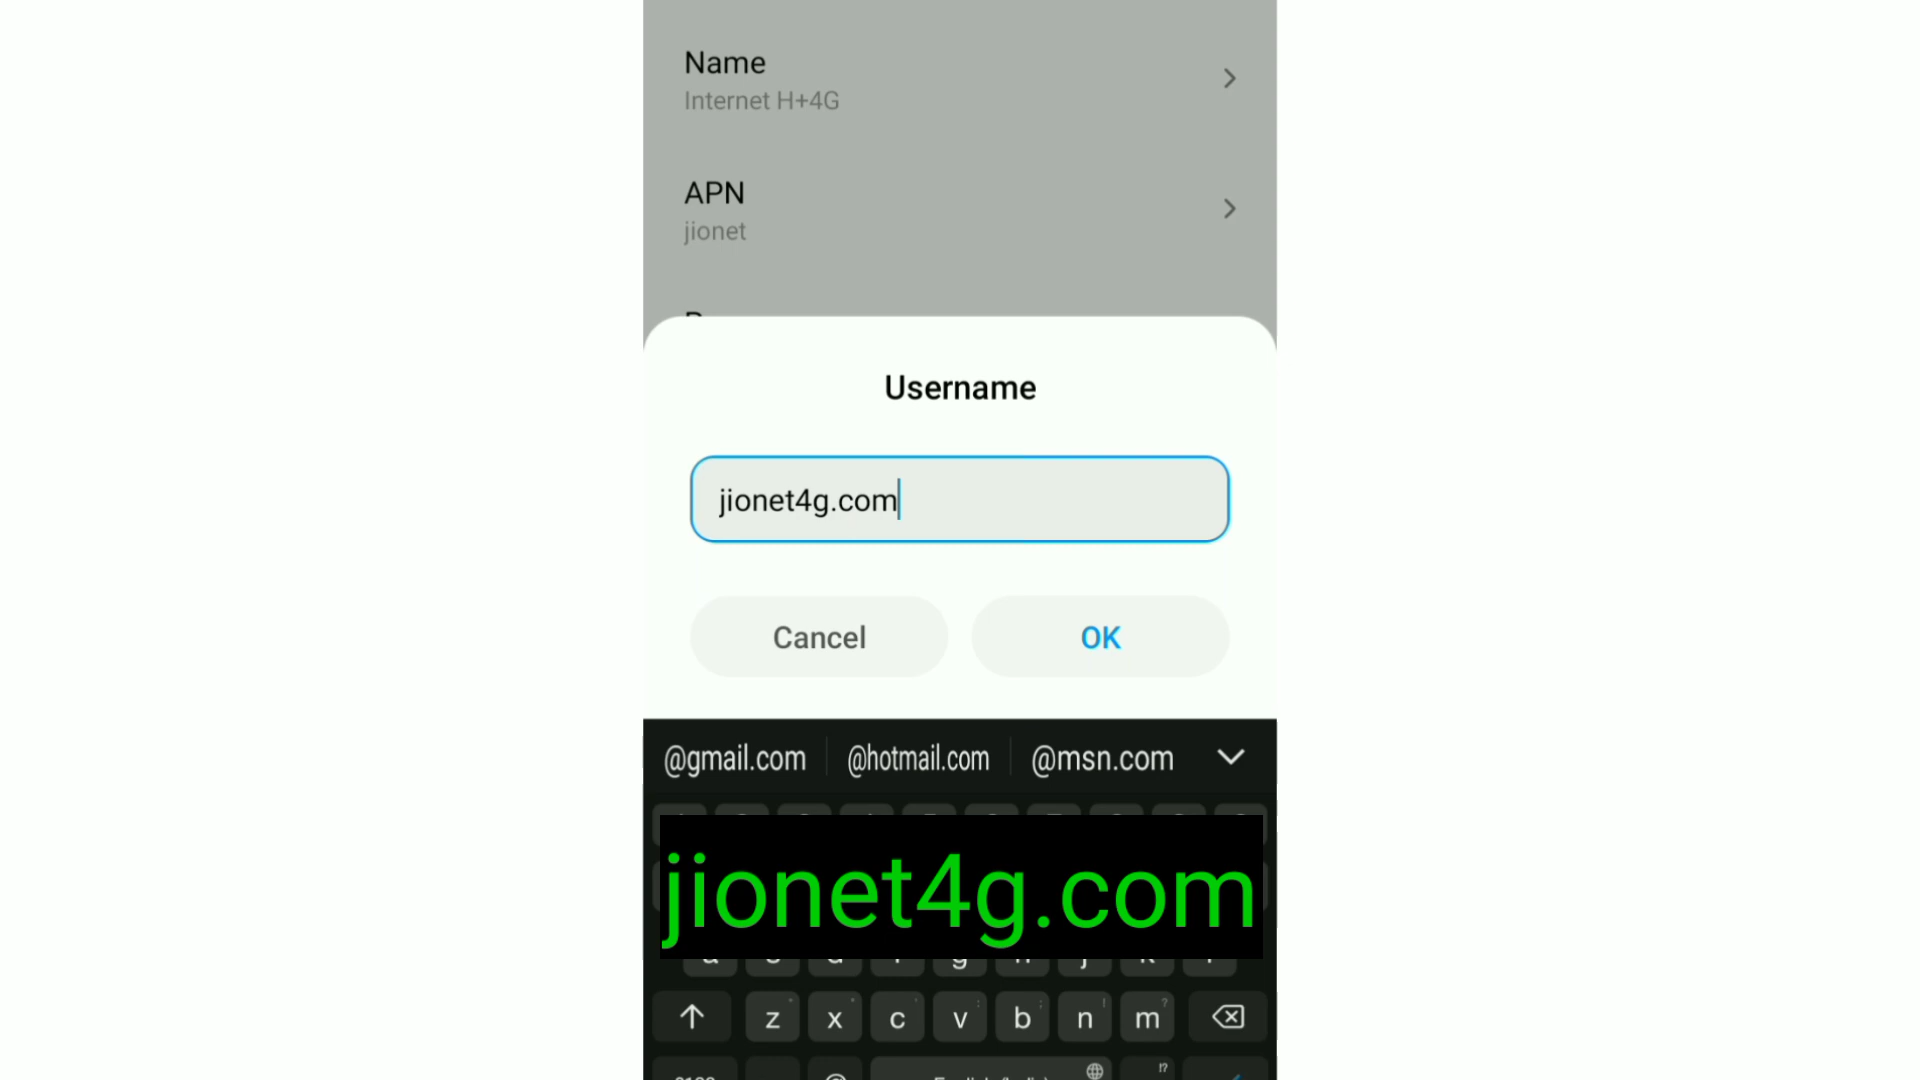 Name
Internet H+4G
APN
jionet
Username
jionet4g.com
Cancel
OK
@gmail.com @hotmail.com @msn.com
jionet4g.com
z x c v b n m